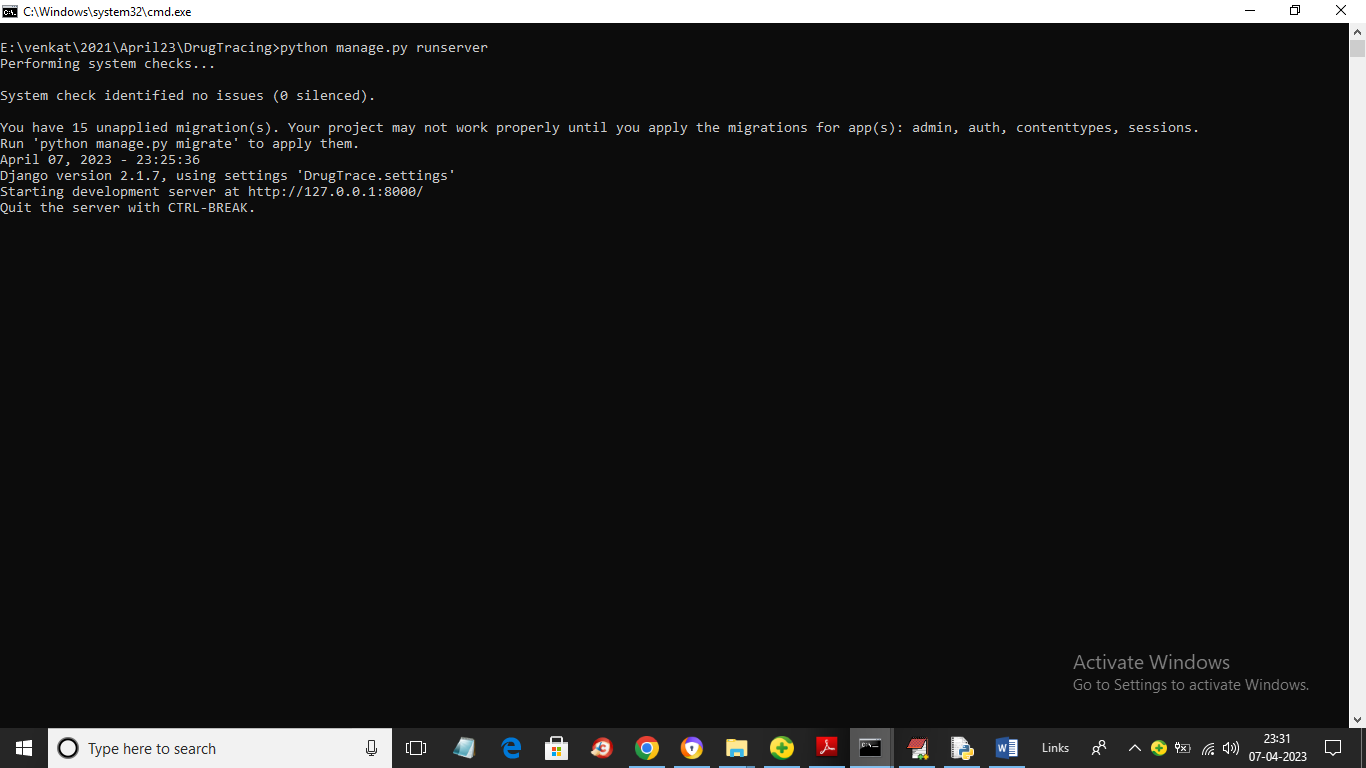 C:\Windows\system32\cmd.exe
E:\venkat\2021\April23\DrugTracing>python manage.py runserver
Performing system checks...
System check identified no issues (0 silenced).
You have 15 unapplied migration(s). Your project may not work properly until you apply the migrations for app(s): admin, auth, contenttypes, sessions.
Run 'python manage.py migrate' to apply them.
April 07, 2023 - 23:25:36
Django version 2.1.7, using settings 'DrugTrace.settings'
Starting development server at http://127.0.0.1:8000/
Quit the server with CTRL-BREAK.
Activate Windows
Go to Settings to activate Windows.
Type here to search
Links
23:31
07-04-2023